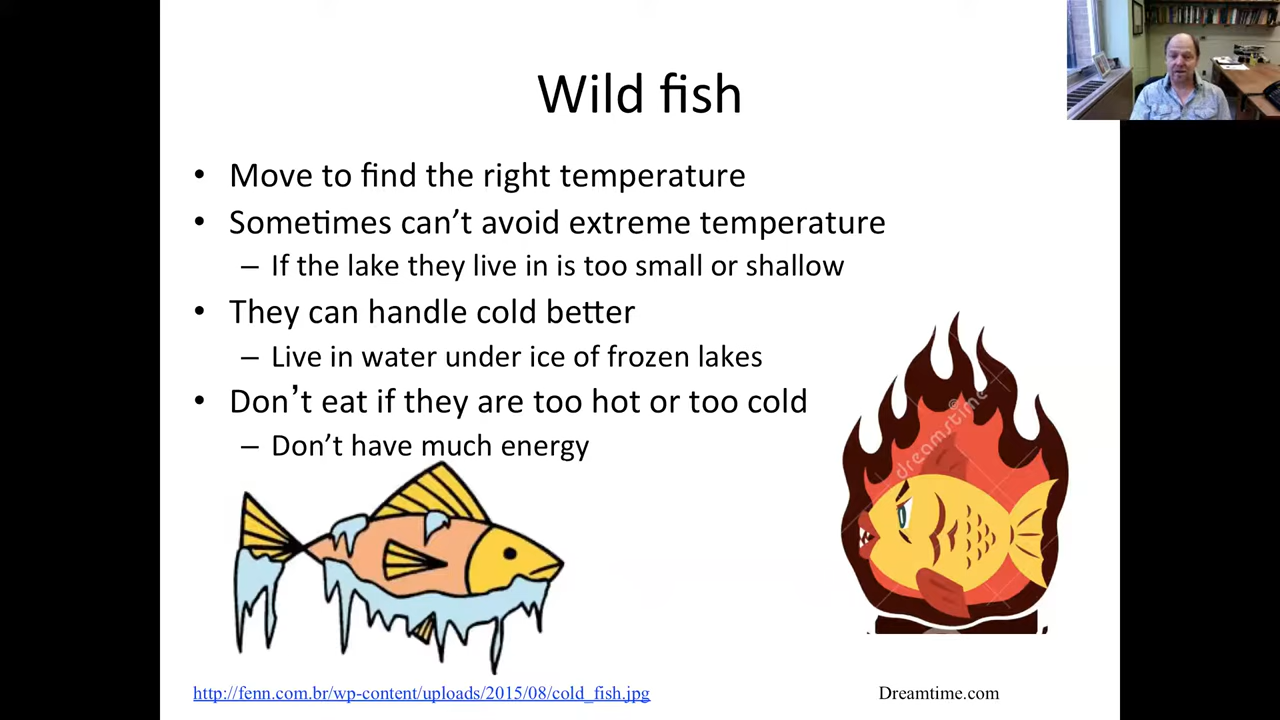 Wild fish
• Move to find the right temperature
• Sometimes can't avoid extreme temperature
– If the lake they live in is too small or shallow
• They can handle cold better
– Live in water under ice of frozen lakes
• Don't eat if they are too hot or too cold
– Don't have much energy
dreamstime
http://fenn.com.br/wp-content/uploads/2015/08/cold_fish.jpg
Dreamtime.com